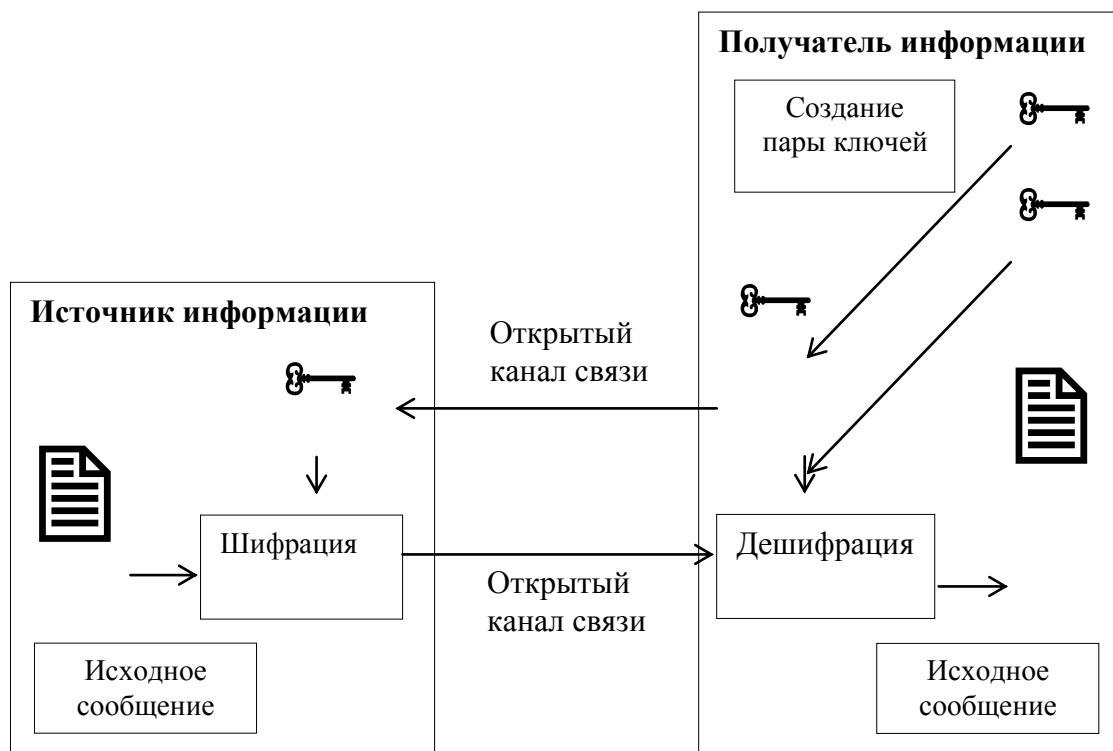 Получатель информации
Создание
пары ключей
Источник информации
Открытый
канал связи
Шифрация
Дешифрация
Открытый
канал связи
Исходное
сообщение
Исходное
сообщение